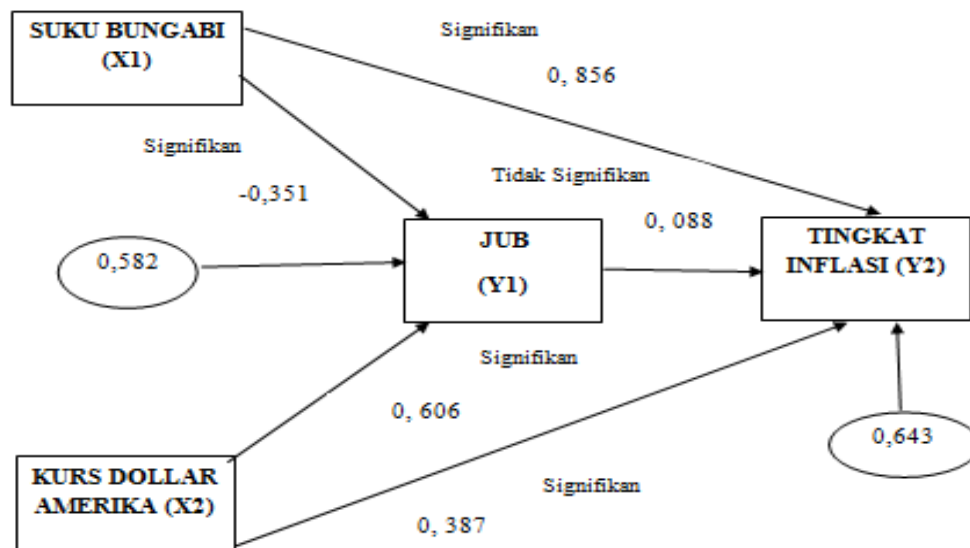 SUKU BUNGABI
(X1)
Signifikan
0, 856
Signifikan
-0,351
Tidak Signifikan
0, 088
0,582
JUB
(Y1)
TINGKAT
INFLASI (Y2)
Signifikan
0, 606
0,643
KURS DOLLAR
AMERIKA (X2)
Signifikan
0, 387